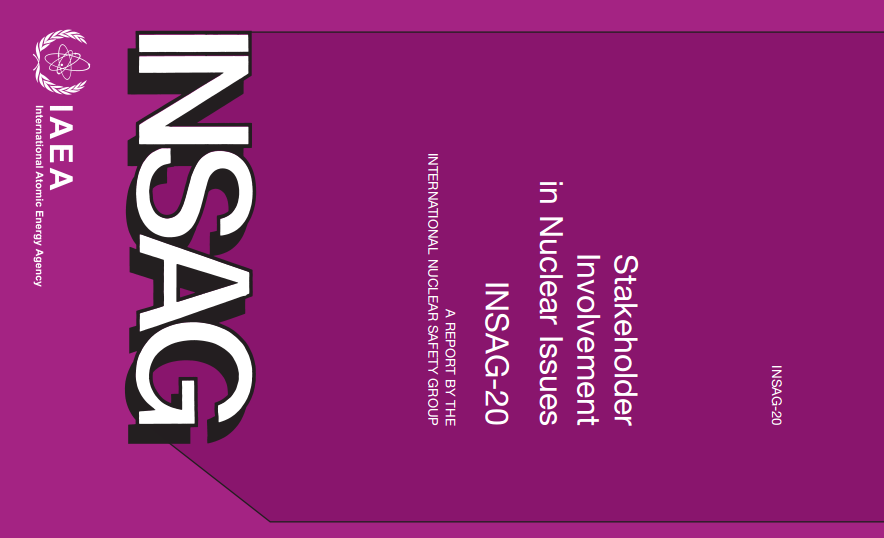 INSAG-20
Stakeholder
Involvement
in Nuclear Issues
INSAG-20
A REPORT BY THE
INTERNATIONAL NUCLEAR SAFETY GROUP
INSAG
IAEA
International Atomic Energy Agency